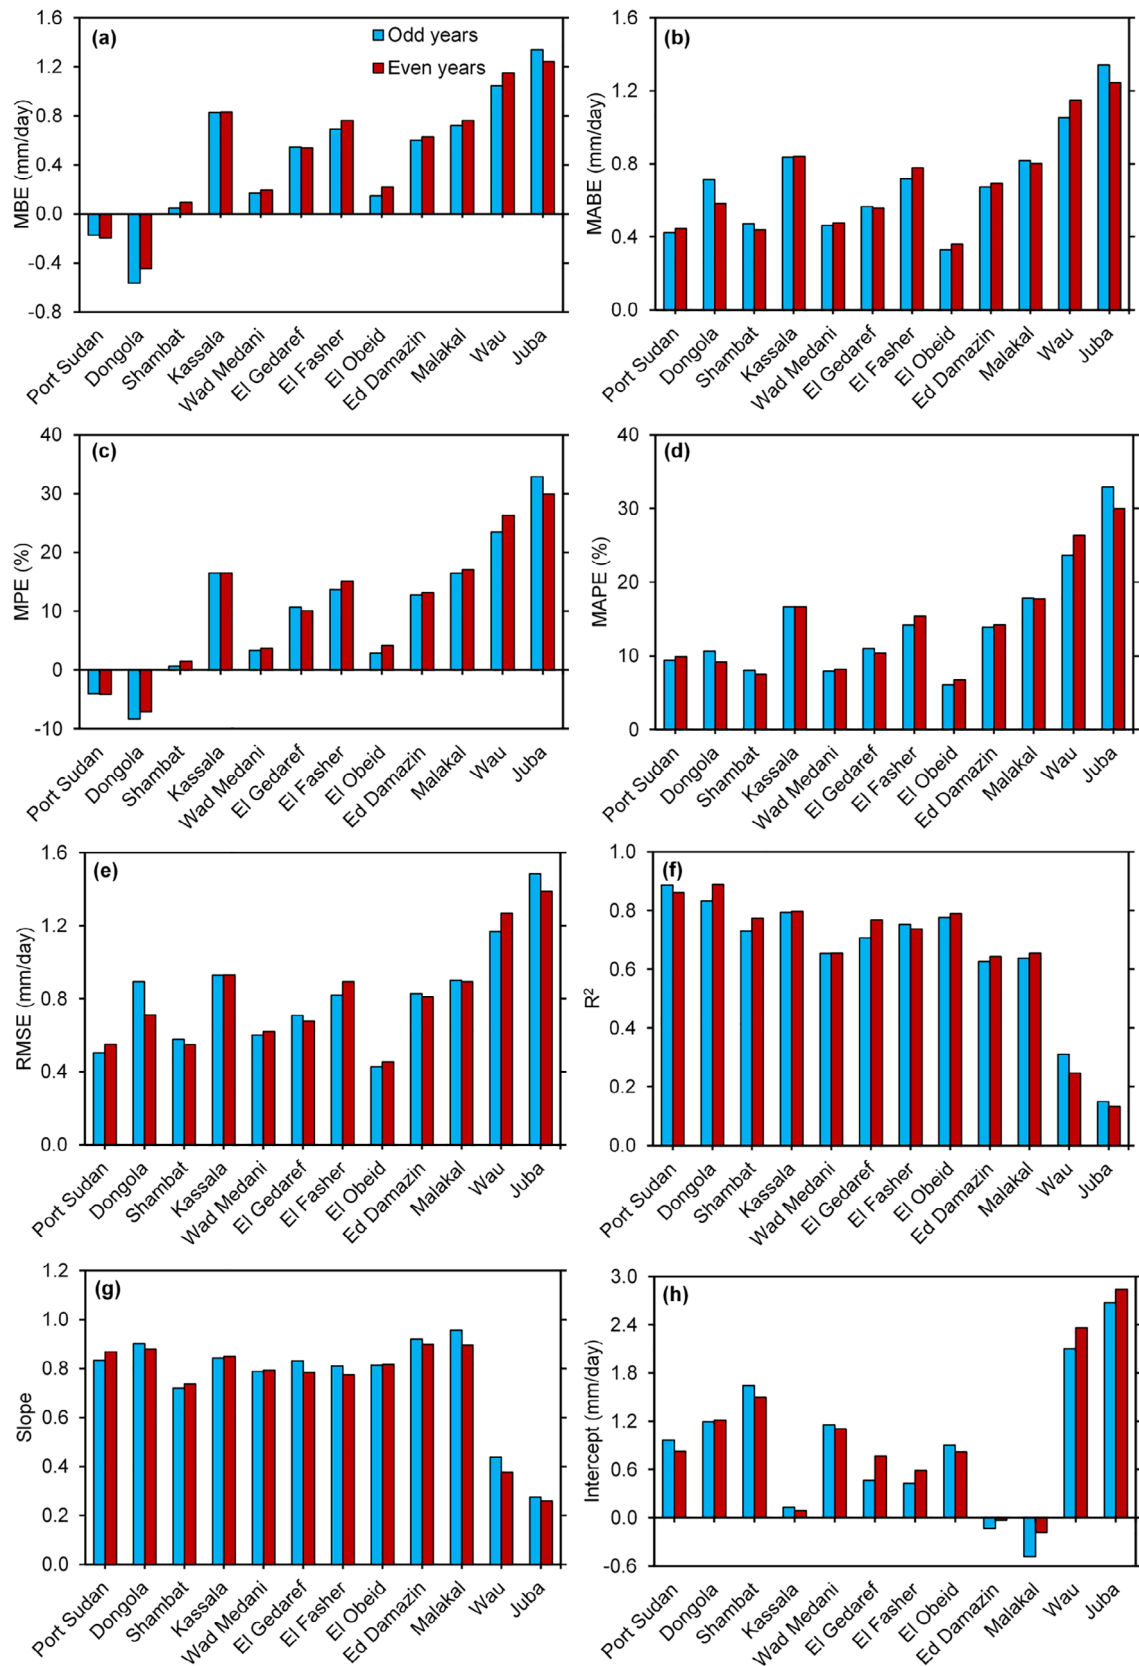 (a)
Odd years
Even years
MBE (mm/day)
1.6
1.2
0.8
0.4
0.0
-0.4
-0.8
Port Sudan
Dongola
Shambat
Kassala
Wad Medani
El Gedaref
El Fasher
El Obeid
Ed Damazin
Malakal
Wau
Juba
(b)
MABE (mm/day)
1.6
1.2
0.8
0.4
0.0
Port Sudan
Dongola
Shambat
Kassala
Wad Medani
El Gedaref
El Fasher
El Obeid
Ed Damazin
Malakal
Wau
Juba
(c)
MPE (%)
40
30
20
10
0
-10
Port Sudan
Dongola
Shambat
Kassala
Wad Medani
El Gedaref
El Fasher
El Obeid
Ed Damazin
Malakal
Wau
Juba
(d)
MAPE (%)
40
30
20
10
0
Port Sudan
Dongola
Shambat
Kassala
Wad Medani
El Gedaref
El Fasher
El Obeid
Ed Damazin
Malakal
Wau
Juba
(e)
RMSE (mm/day)
1.6
1.2
0.8
0.4
0.0
Port Sudan
Dongola
Shambat
Kassala
Wad Medani
El Gedaref
El Fasher
El Obeid
Ed Damazin
Malakal
Wau
Juba
(f)
R²
1.0
0.8
0.6
0.4
0.2
0.0
Port Sudan
Dongola
Shambat
Kassala
Wad Medani
El Gedaref
El Fasher
El Obeid
Ed Damazin
Malakal
Wau
Juba
(g)
Slope
1.2
1.0
0.8
0.6
0.4
0.2
0.0
Port Sudan
Dongola
Shambat
Kassala
Wad Medani
El Gedaref
El Fasher
El Obeid
Ed Damazin
Malakal
Wau
Juba
(h)
Intercept (mm/day)
3.0
2.4
1.8
1.2
0.6
0.0
-0.6
Port Sudan
Dongola
Shambat
Kassala
Wad Medani
El Gedaref
El Fasher
El Obeid
Ed Damazin
Malakal
Wau
Juba